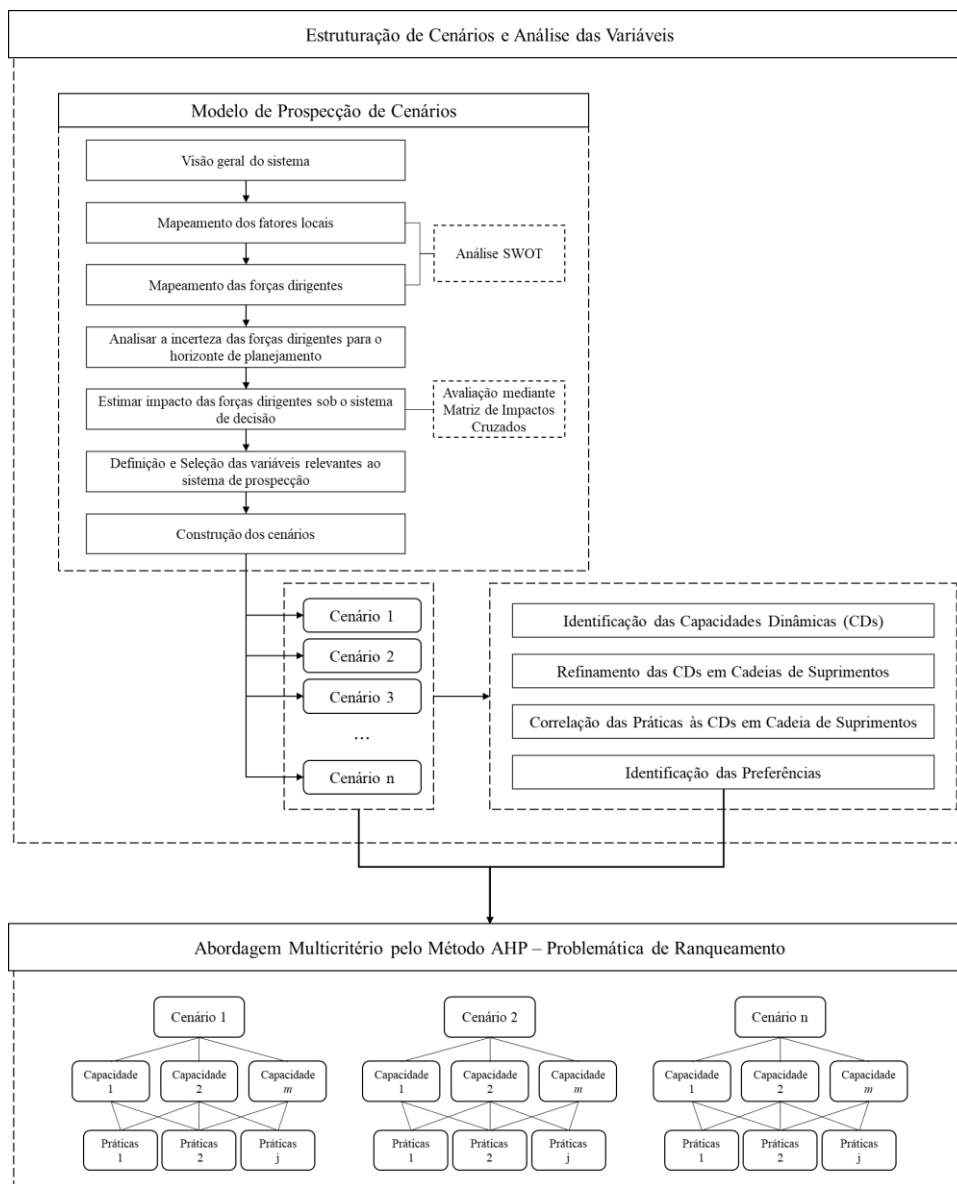 Estruturação de Cenários e Análise das Variáveis
Modelo de Prospecção de Cenários
Visão geral do sistema
Mapeamento dos fatores locais
Análise SWOT
Mapeamento das forças dirigentes
Analisar a incerteza das forças dirigentes para o
horizonte de planejamento
Estimar impacto das forças dirigentes sob o sistema
de decisão
Avaliação mediante
Matriz de Impactos
Cruzados
Definição e Seleção das variáveis relevantes ao
sistema de prospecção
Construção dos cenários
Cenário 1
Cenário 2
Cenário 3
...
Cenário n
Identificação das Capacidades Dinâmicas (CDs)
Refinamento das CDs em Cadeias de Suprimentos
Correlação das Práticas às CDs em Cadeia de Suprimentos
Identificação das Preferências
Abordagem Multicritério pelo Método AHP – Problemática de Ranqueamento
Cenário 1
Capacidade
1
Capacidade
2
Capacidade
m
Práticas
1
Práticas
2
Práticas
j
Cenário 2
Capacidade
1
Capacidade
2
Capacidade
m
Práticas
1
Práticas
2
Práticas
j
Cenário n
Capacidade
1
Capacidade
2
Capacidade
m
Práticas
1
Práticas
2
Práticas
j